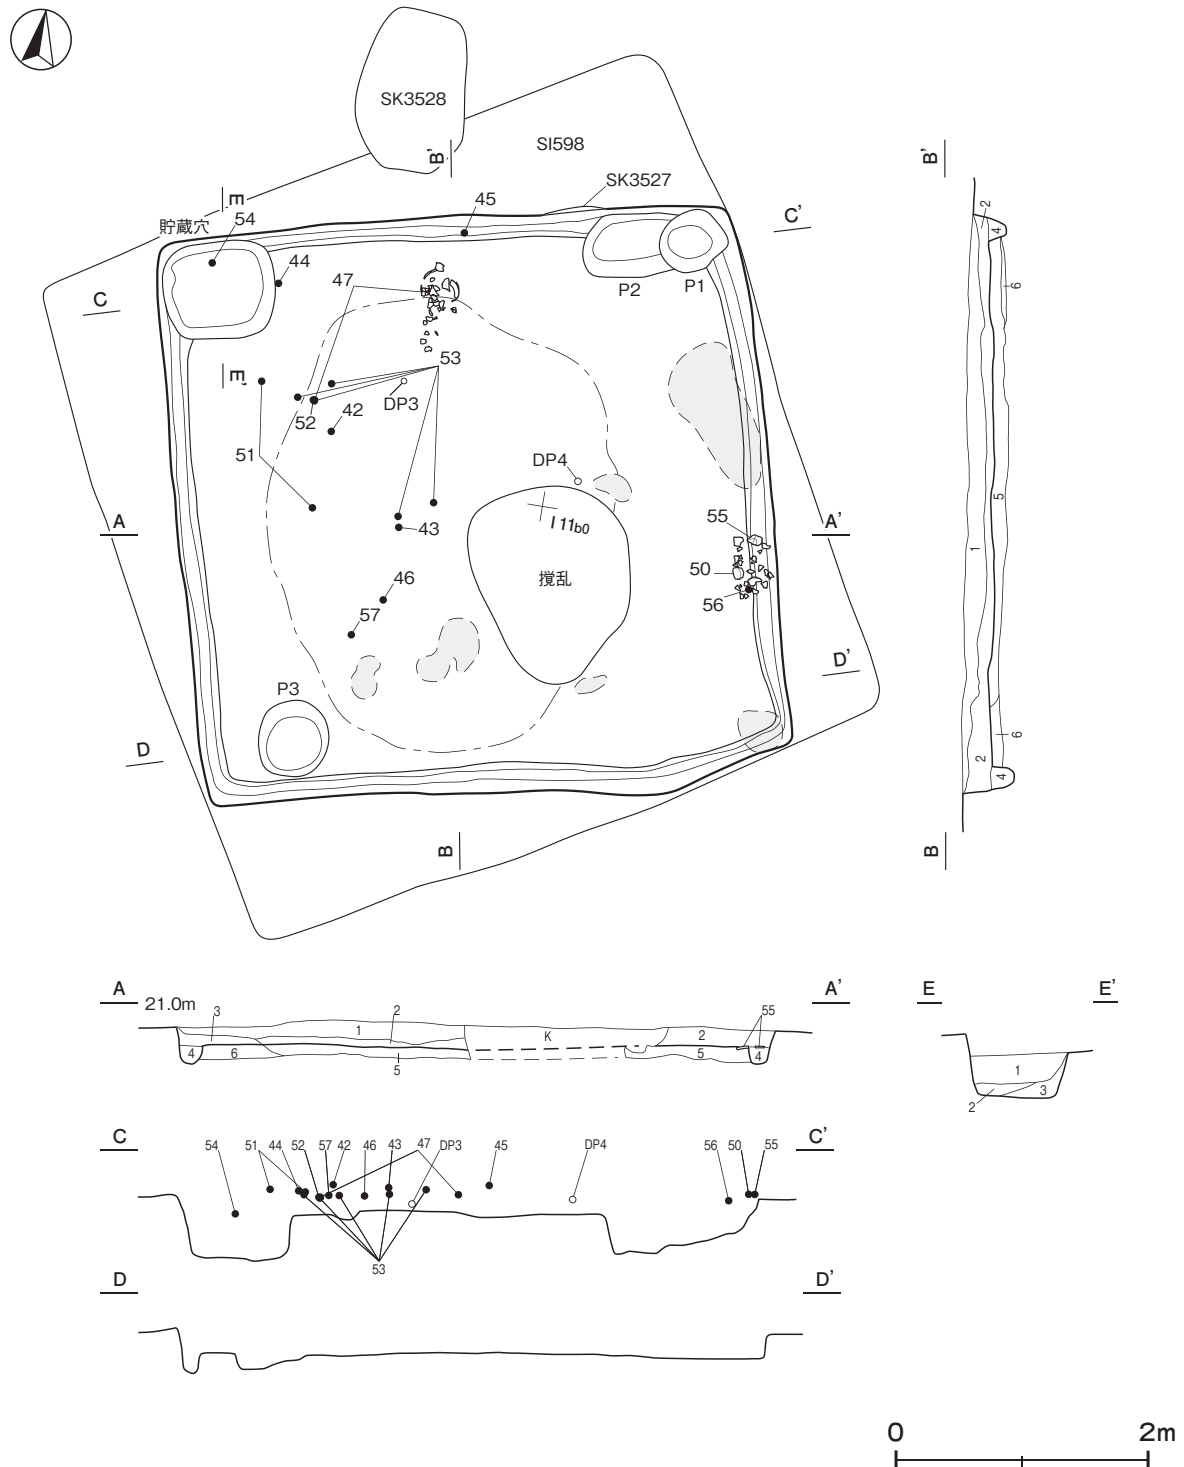 SK3528
SI598
B'
B'
SK3527
E
45
C'
貯蔵穴
54
2
4
44
47
C
P2
P1
6
53
E'
DP3
52
42
51
DP4
I 11b0
5
55
A
43
A'
1
50
撹乱
46
56
57
D'
P3
6
D
2
4
B
B
A
21.0m
A'
E
E'
3
2
55
1
K
2
4
6
5
5
4
1
3
2
C
C'
54
51
44
52
57
42
46
43
47
DP3
45
DP4
56
50
55
53
D
D'
0
2m